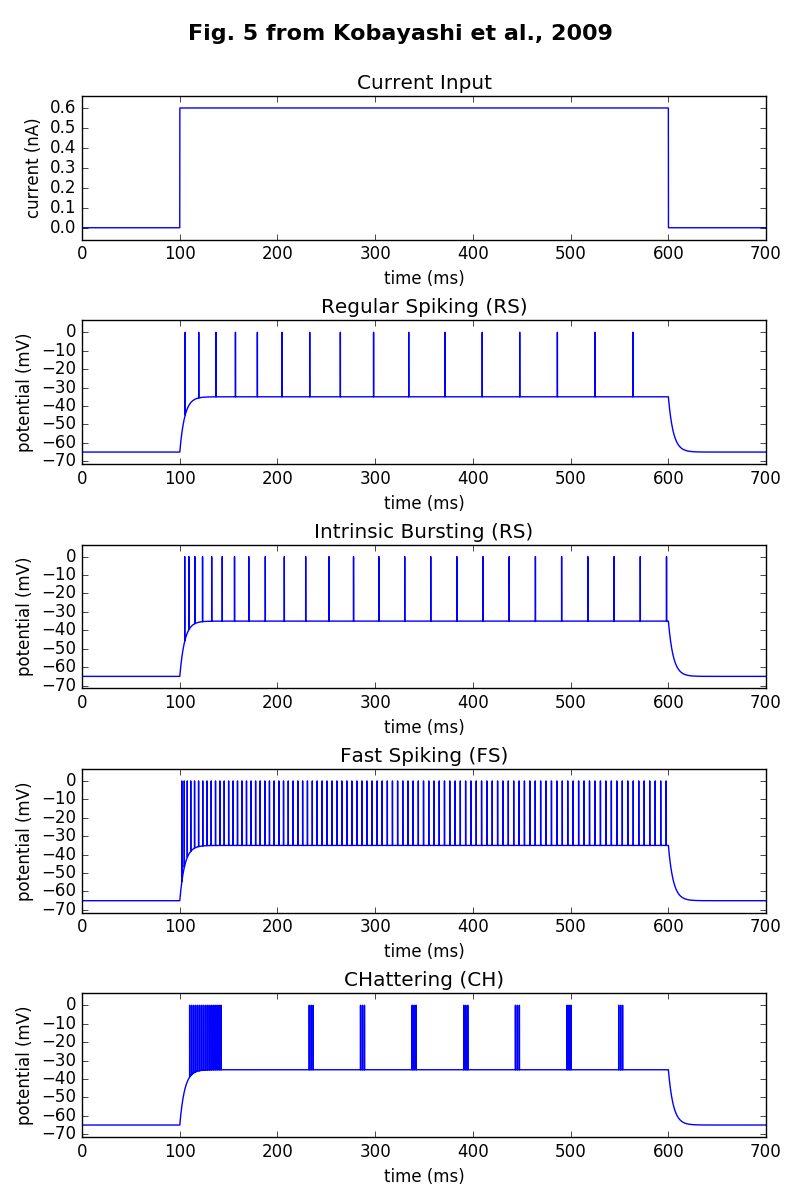 Fig. 5 from Kobayashi et al., 2009
Current Input
current (nA)
0.6
0.5
0.4
0.3
0.2
0.1
0.0
0 100 200 300 400 500 600 700
time (ms)
Regular Spiking (RS)
potential (mV)
0
−10
−20
−30
−40
−50
−60
−70
0 100 200 300 400 500 600 700
time (ms)
Intrinsic Bursting (RS)
potential (mV)
0
−10
−20
−30
−40
−50
−60
−70
0 100 200 300 400 500 600 700
time (ms)
Fast Spiking (FS)
potential (mV)
0
−10
−20
−30
−40
−50
−60
−70
0 100 200 300 400 500 600 700
time (ms)
CHattering (CH)
potential (mV)
0
−10
−20
−30
−40
−50
−60
−70
0 100 200 300 400 500 600 700
time (ms)